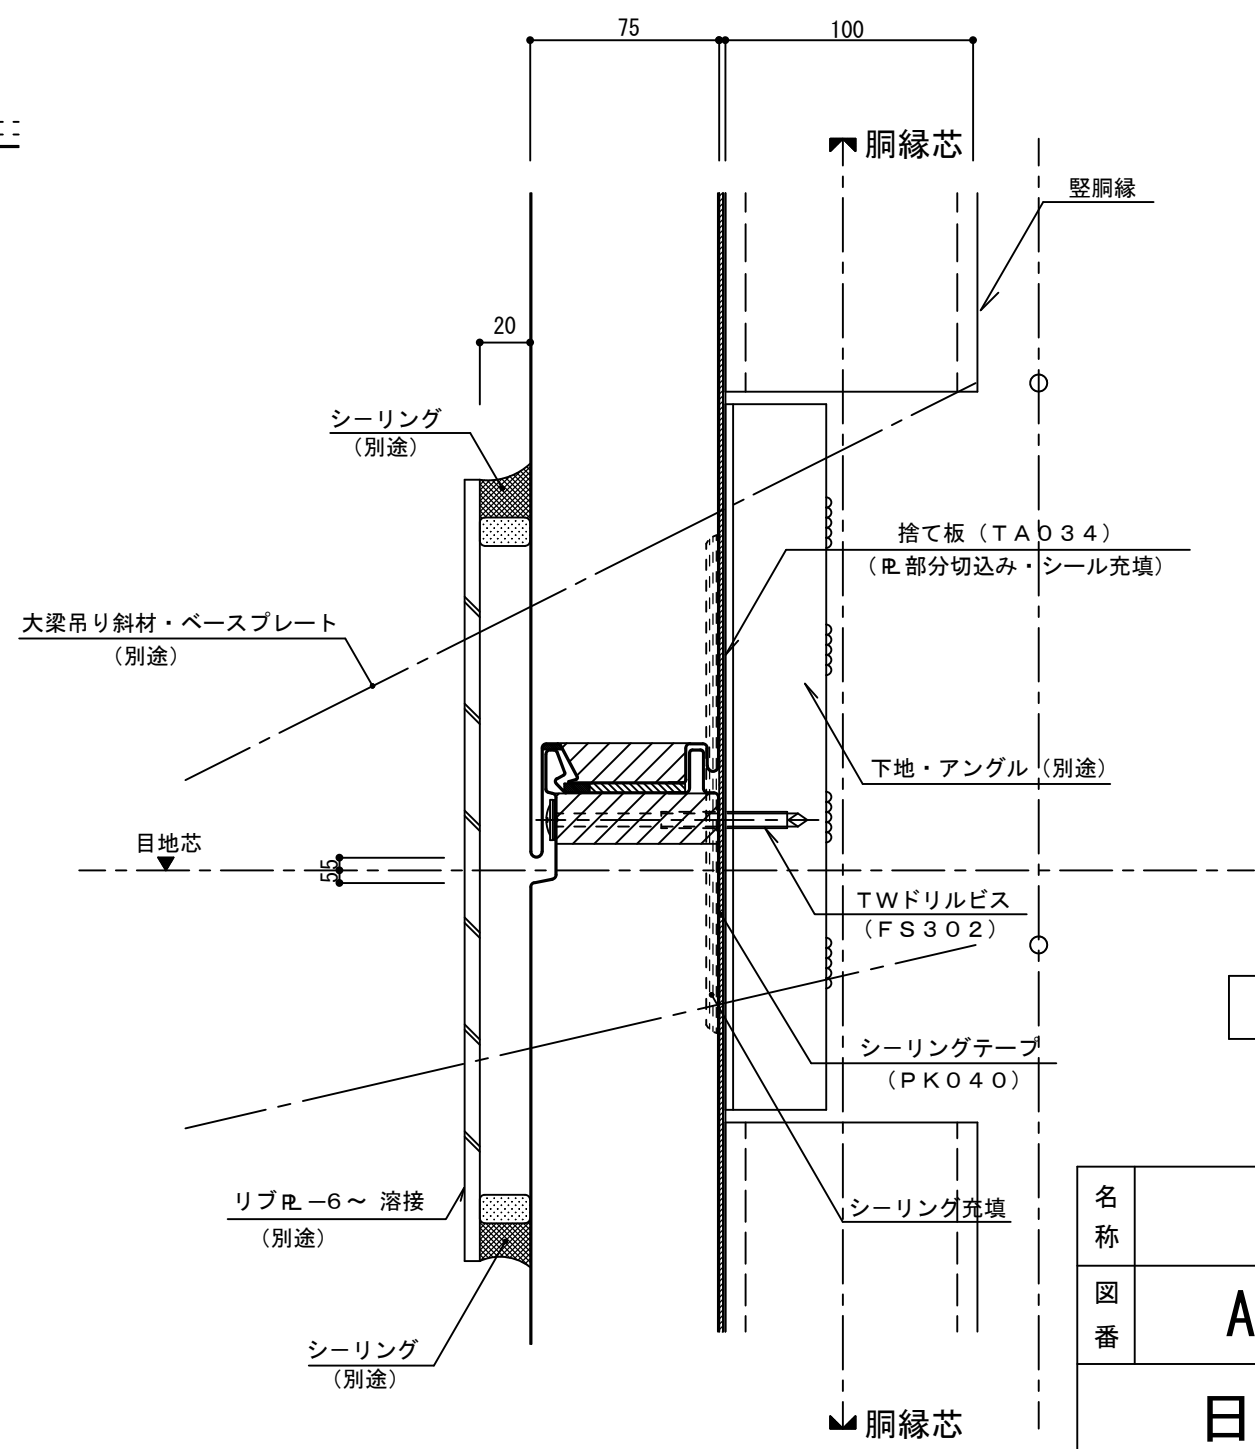 75
100
胴縁芯
竪胴縁
20
シーリング
(別途)
捨て板(TA034)
(PL部分切込み・シール充填)
大梁吊り斜材・ベースプレート
(別途)
下地・アングル(別途)
目地芯
5
5
TWドリルビス
(FS302)
シーリングテープ
(PK040)
リブPL-6~ 溶接
(別途)
シーリング充填
名称
図番
A
シーリング
(別途)
胴縁芯
日